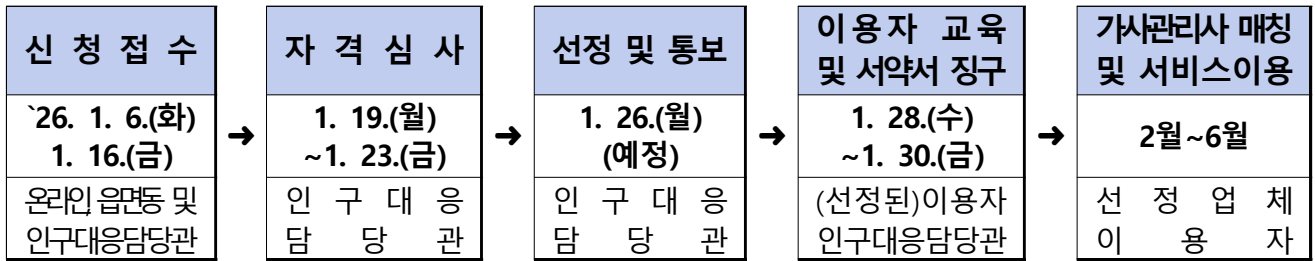 신 청 접 수
`26. 1. 6.(화)
1. 16.(금)
온라인, 읍면동 및
인구대응담당관
➜
자 격 심 사
1. 19.(월)
~1. 23.(금)
인 구 대 응
담 당 관
➜
선정 및 통보
1. 26.(월)
(예정)
인 구 대 응
담 당 관
➜
이용자 교육
및 서약서 징구
1. 28.(수)
~1. 30.(금)
(선정된)이용자
인구대응담당관
➜
가사관리사 매칭
및 서비스이용
2월~6월
선 정 업 체
이 용 자